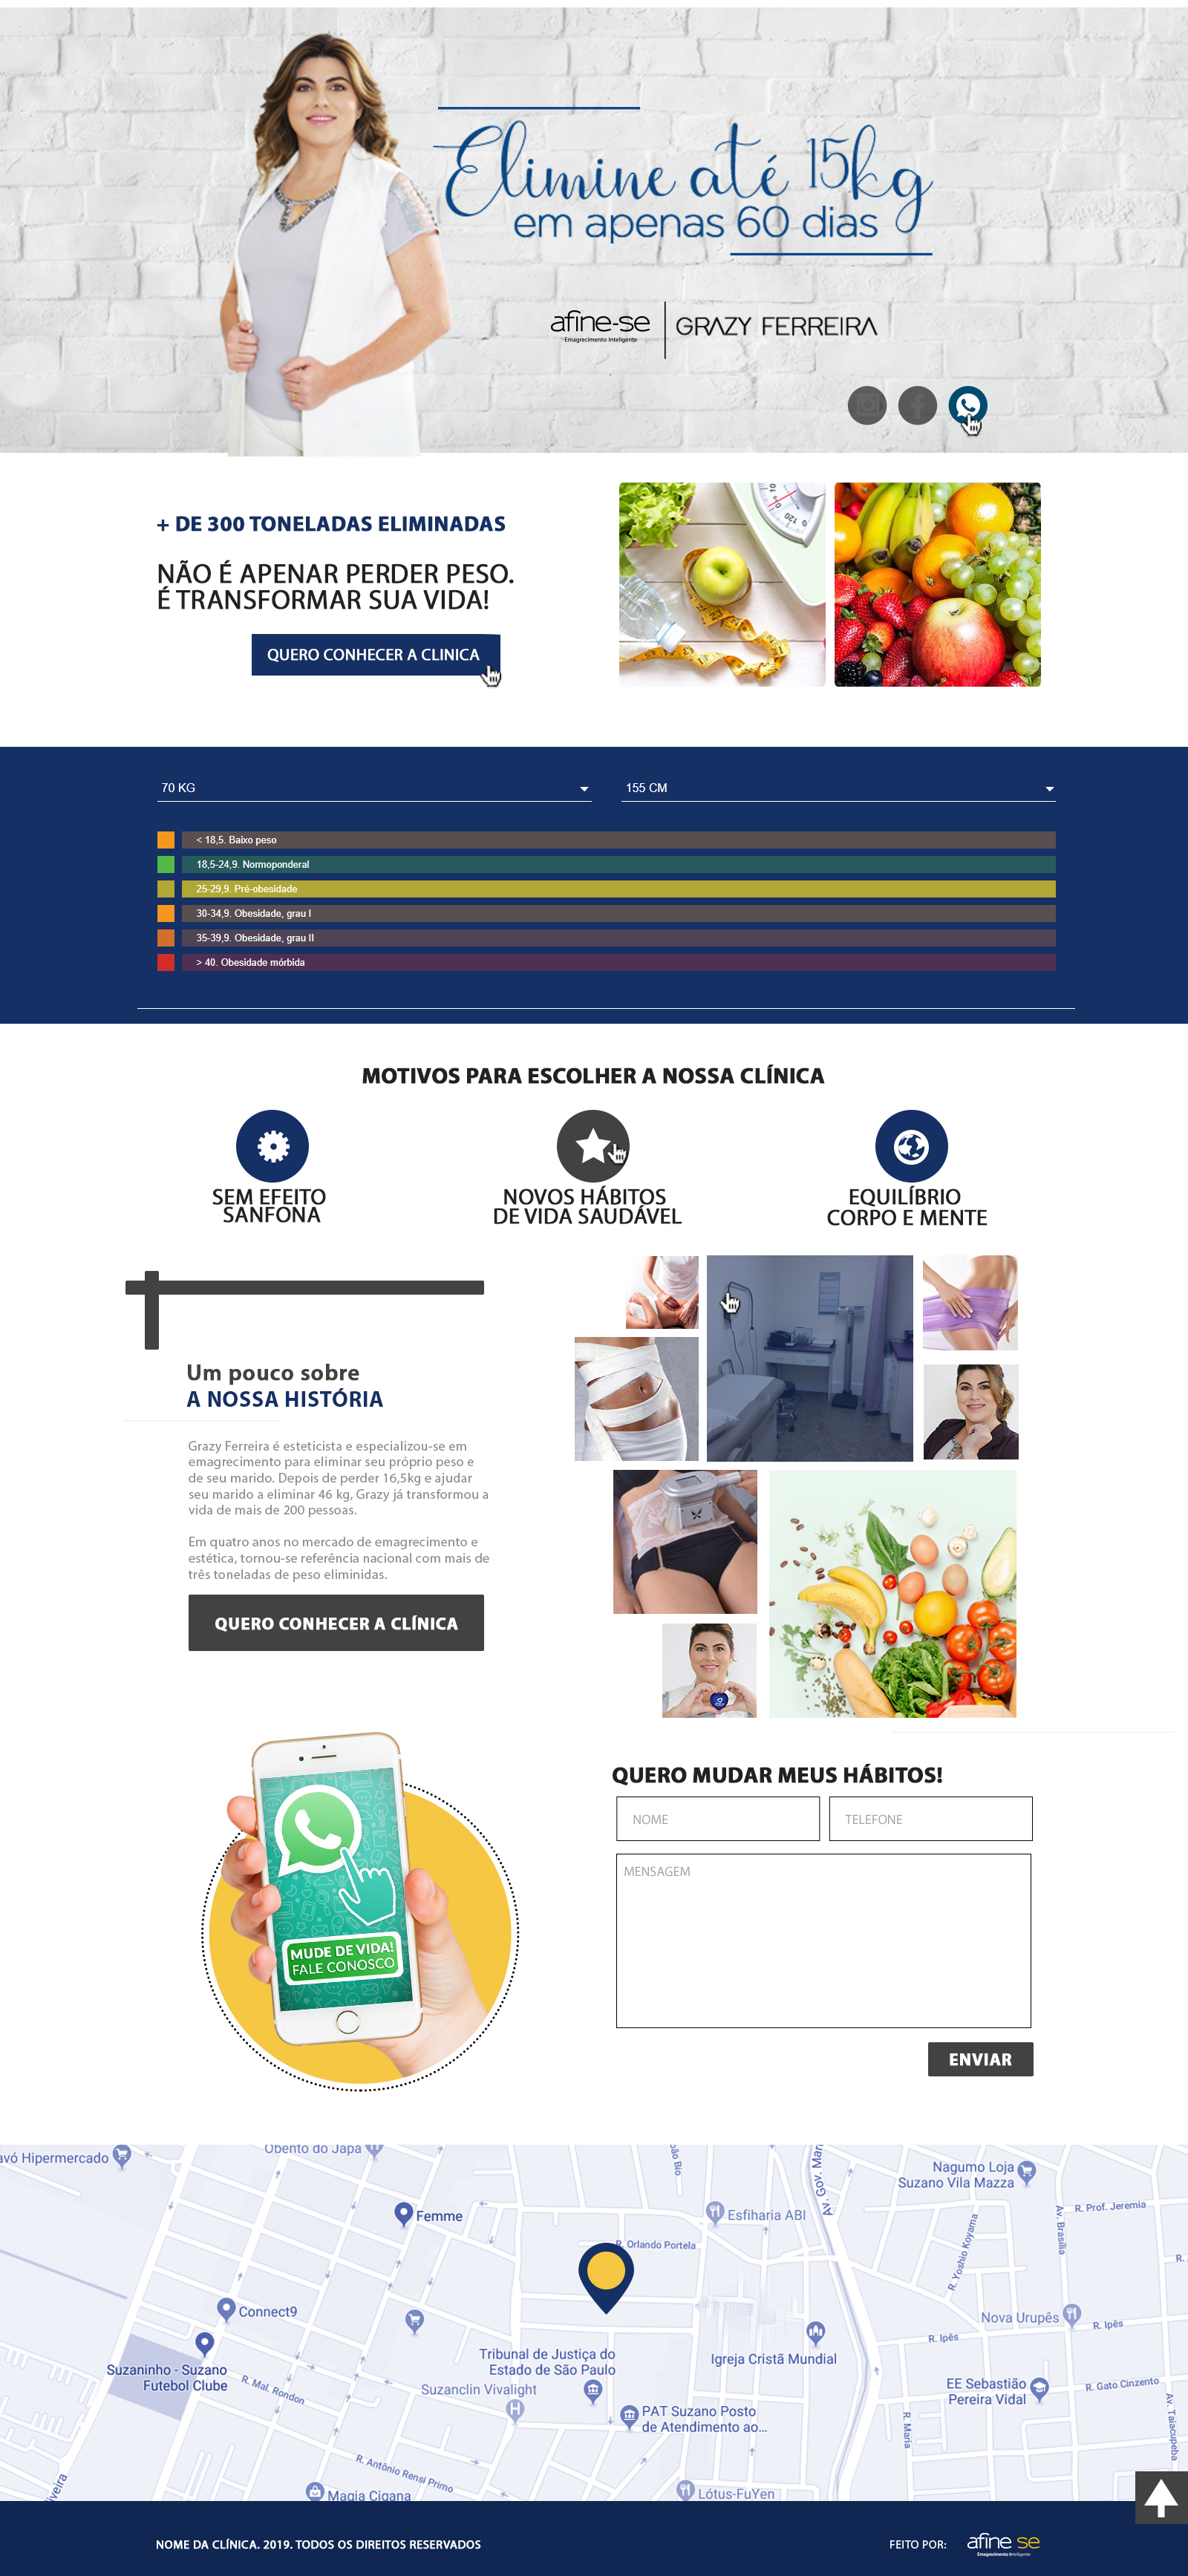 Elimine até 15kg
em apenas 60 dias
afine-se
Emagrecimento Inteligente
GRAZY FERREIRA
+ DE 300 TONELADAS ELIMINADAS
NÃO É APENAR PERDER PESO.
É TRANSFORMAR SUA VIDA!
QUERO CONHECER A CLINICA
70 KG
155 CM
< 18,5. Baixo peso
18,5-24,9. Normoponderal
25-29,9. Pré-obesidade
30-34,9. Obesidade, grau I
35-39,9. Obesidade, grau II
> 40. Obesidade mórbida
MOTIVOS PARA ESCOLHER A NOSSA CLÍNICA
SEM EFEITO
SANFONA
NOVOS HÁBITOS
DE VIDA SAUDÁVEL
EQUILÍBRIO
CORPO E MENTE
Um pouco sobre
A NOSSA HISTÓRIA
Grazy Ferreira é esteticista e especializou-se em
emagrecimento para eliminar seu próprio peso e
de seu marido. Depois de perder 16,5kg e ajudar
seu marido a eliminar 46 kg, Grazy já transformou a
vida de mais de 200 pessoas.
Em quatro anos no mercado de emagrecimento e
estética, tornou-se referência nacional com mais de
três toneladas de peso eliminidas.
QUERO CONHECER A CLÍNICA
MUDE DE VIDA!
FALE CONOSCO
QUERO MUDAR MEUS HÁBITOS!
NOME
TELEFONE
MENSAGEM
ENVIAR
avó Hipermercado
Obento do Japa
ão Bio
Av. Gov. Mari
Nagumo Loja
Suzano Vila Mazza
Femme
Esfiharia ABI
R. Prof. Jeremia
Av. Brasília
R. Yoshio Koyama
R. Orlando Portela
R.
Connect9
Nova Urupês
R. Ipês
R. Ipês
Suzaninho - Suzano
Futebol Clube
R. Mal. Rondon
Tribunal de Justiça do
Estado de São Paulo
Igreja Cristã Mundial
Suzanclin Vivalight
EE Sebastião
Pereira Vidal
R. Gato Cinzento
Av. Taiaçupeba
PAT Suzano Posto
de Atendimento ao...
R. Maria
R. Antônio Rensi Primo
iveira
Magia Cigana
Lótus-FuYen
NOME DA CLÍNICA. 2019. TODOS OS DIREITOS RESERVADOS
FEITO POR:
afine se
Emagrecimento Inteligente